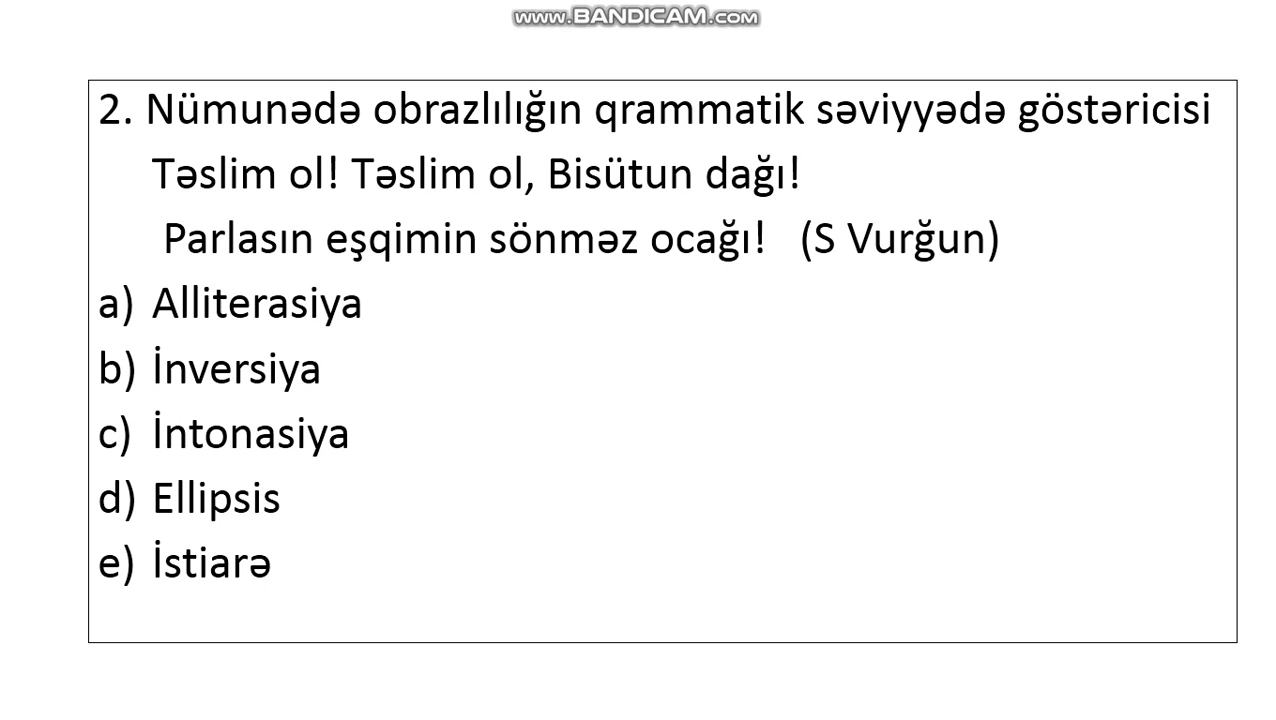 www.BANDICAM.com
2. Nümunədə obrazlılığın qrammatik səviyyədə göstəricisi
Təslim ol! Təslim ol, Bisütun dağı!
Parlasın eşqimin sönməz ocağı! (S Vurğun)
a) Alliterasiya
b) İnversiya
c) İntonasiya
d) Ellipsis
e) İstiarə